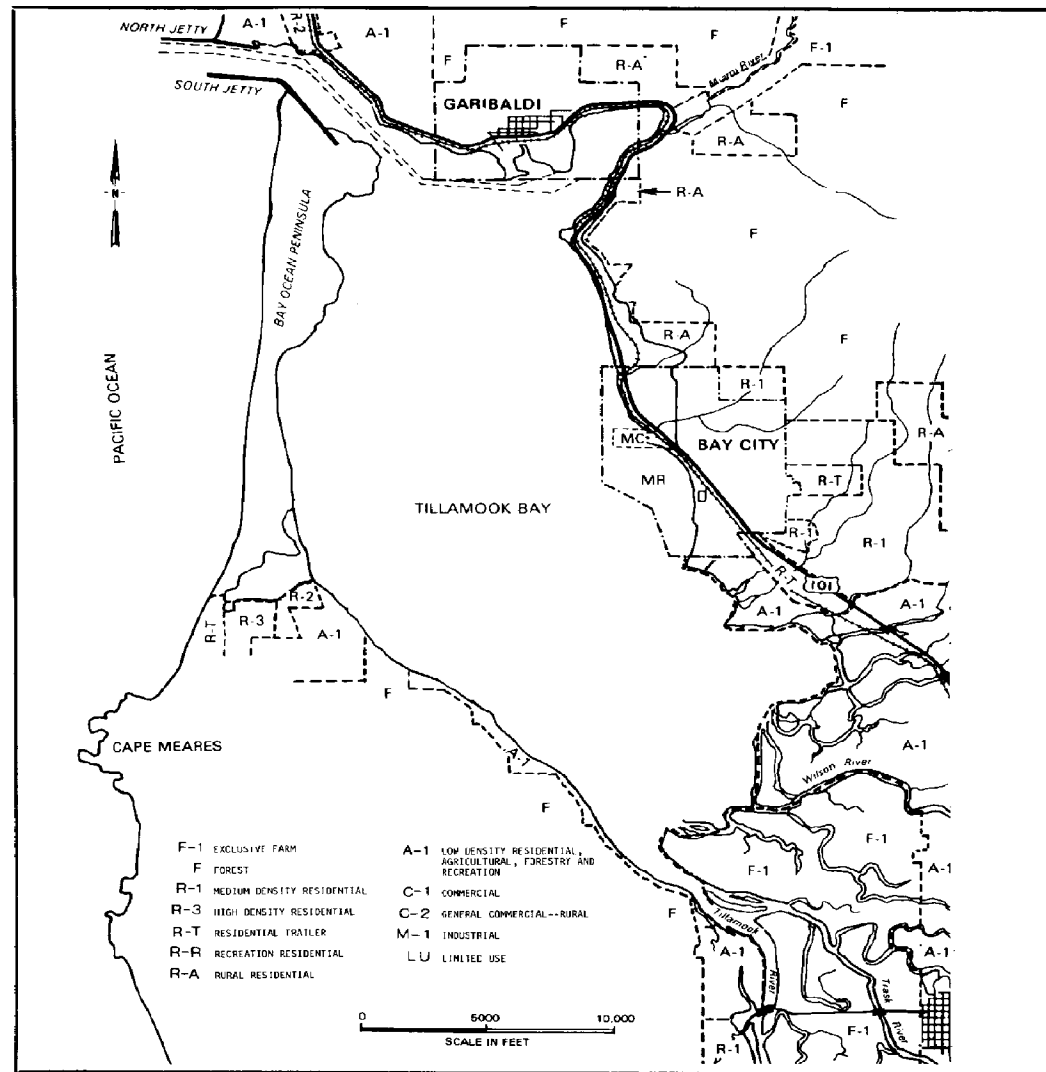 NORTH JETTY
A-1
R-2
A-1
F
F
F
F-1
R-A
Miami River
SOUTH JETTY
GARIBALDI
F
R-A
N
R-A
BAY OCEAN PENINSULA
F
PACIFIC OCEAN
R-A
F
R-1
R-A
MC
BAY CITY
MR
R-T
TILLAMOOK BAY
R-1
R-1
R-T
101
R-2
A-1
A-1
R-T
R-3
A-1
F
CAPE MEARES
A-1
A-1
Wilson River
F
F-1 EXCLUSIVE FARM
F FOREST
R-1 MEDIUM DENSITY RESIDENTIAL
R-3 HIGH DENSITY RESIDENTIAL
R-T RESIDENTIAL TRAILER
R-R RECREATION RESIDENTIAL
R-A RURAL RESIDENTIAL
A-1 LOW DENSITY RESIDENTIAL,
AGRICULTURAL, FORESTRY AND
RECREATION
C-1 COMMERCIAL
C-2 GENERAL COMMERCIAL--RURAL
M-1 INDUSTRIAL
LU LIMITED USE
F-1
F-1
A-1
F
Tillamook
River
A-1
A-1
Trask
River
F-1
R-1
0 5000 10,000
SCALE IN FEET